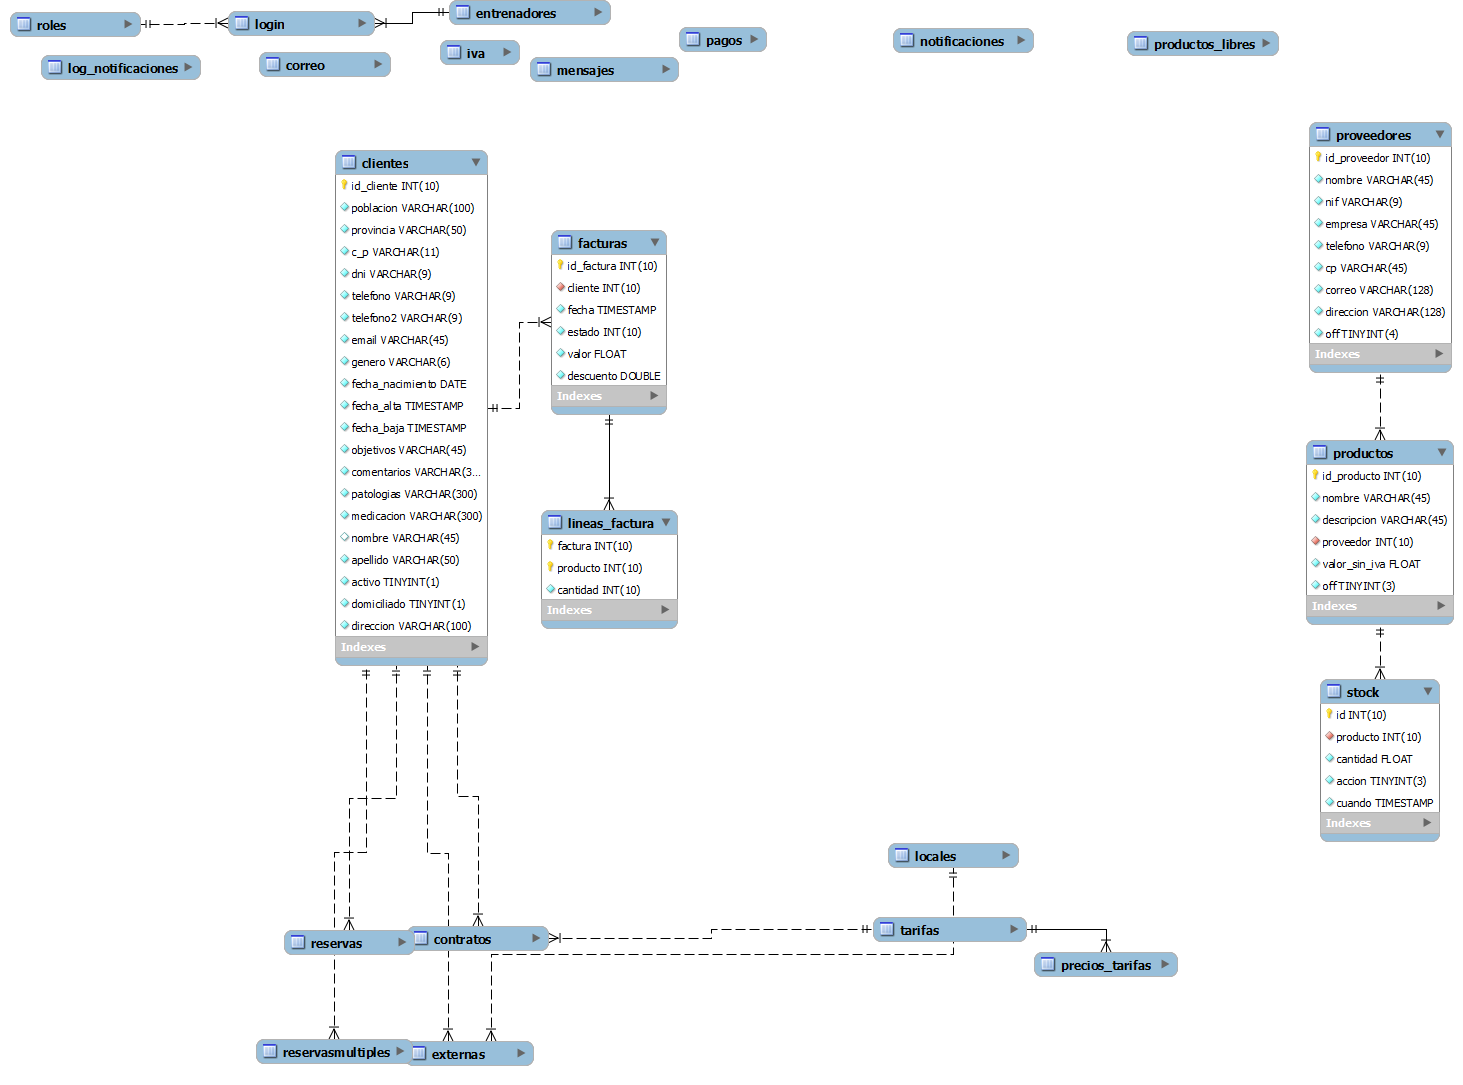 roles
login
entrenadores
log_notificaciones
correo
iva
mensajes
pagos
notificaciones
productos_libres
clientes
id_cliente INT(10)
poblacion VARCHAR(100)
provincia VARCHAR(50)
c_p VARCHAR(11)
dni VARCHAR(9)
telefono VARCHAR(9)
telefono2 VARCHAR(9)
email VARCHAR(45)
genero VARCHAR(6)
fecha_nacimiento DATE
fecha_alta TIMESTAMP
fecha_baja TIMESTAMP
objetivos VARCHAR(45)
comentarios VARCHAR(3...
patologias VARCHAR(300)
medicacion VARCHAR(300)
nombre VARCHAR(45)
apellido VARCHAR(50)
activo TINYINT(1)
domiciliado TINYINT(1)
direccion VARCHAR(100)
Indexes
facturas
id_factura INT(10)
cliente INT(10)
fecha TIMESTAMP
estado INT(10)
valor FLOAT
descuento DOUBLE
Indexes
lineas_factura
factura INT(10)
producto INT(10)
cantidad INT(10)
Indexes
proveedores
id_proveedor INT(10)
nombre VARCHAR(45)
nif VARCHAR(9)
empresa VARCHAR(45)
telefono VARCHAR(9)
cp VARCHAR(45)
correo VARCHAR(128)
direccion VARCHAR(128)
off TINYINT(4)
Indexes
productos
id_producto INT(10)
nombre VARCHAR(45)
descripcion VARCHAR(45)
proveedor INT(10)
valor_sin_iva FLOAT
off TINYINT(3)
Indexes
stock
id INT(10)
producto INT(10)
cantidad FLOAT
accion TINYINT(3)
cuando TIMESTAMP
Indexes
locales
reservas
contratos
tarifas
precios_tarifas
reservasmultiples
externas